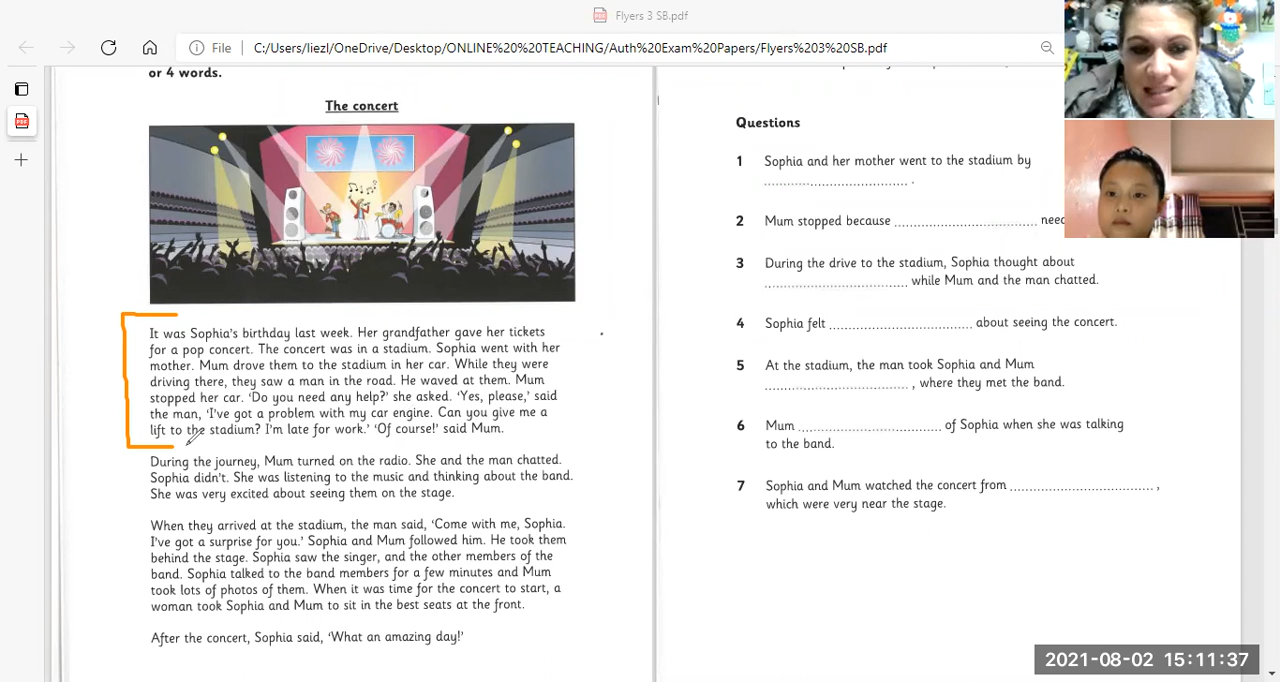 Flyers 3 SB.pdf
File
C:/Users/liezl/OneDrive/Desktop/ONLINE%20%20TEACHING/Auth%20Exam%20Papers/Flyers%203%20SB.pdf
or 4 words.
The concert
It was Sophia's birthday last week. Her grandfather gave her tickets
for a pop concert. The concert was in a stadium. Sophia went with her
mother. Mum drove them to the stadium in her car. While they were
driving there, they saw a man in the road. He waved at them. Mum
stopped her car. 'Do you need any help?' she asked. 'Yes, please,' said
the man, 'I've got a problem with my car engine. Can you give me a
lift to the stadium? I'm late for work.' 'Of course!' said Mum.
During the journey, Mum turned on the radio. She and the man chatted.
Sophia didn't. She was listening to the music and thinking about the band.
She was very excited about seeing them on the stage.
When they arrived at the stadium, the man said, 'Come with me, Sophia.
I've got a surprise for you.' Sophia and Mum followed him. He took them
behind the stage. Sophia saw the singer, and the other members of the
band. Sophia talked to the band members for a few minutes and Mum
took lots of photos of them. When it was time for the concert to start, a
woman took Sophia and Mum to sit in the best seats at the front.
After the concert, Sophia said, 'What an amazing day!'
Questions
1 Sophia and her mother went to the stadium by
.................................... .
2 Mum stopped because ....................................
3 During the drive to the stadium, Sophia thought about
.................................... while Mum and the man chatted.
4 Sophia felt .................................... about seeing the concert.
5 At the stadium, the man took Sophia and Mum
.................................... , where they met the band.
6 Mum .................................... of Sophia when she was talking
to the band.
7 Sophia and Mum watched the concert from .................................... ,
which were very near the stage.
2021-08-02 15:11:37